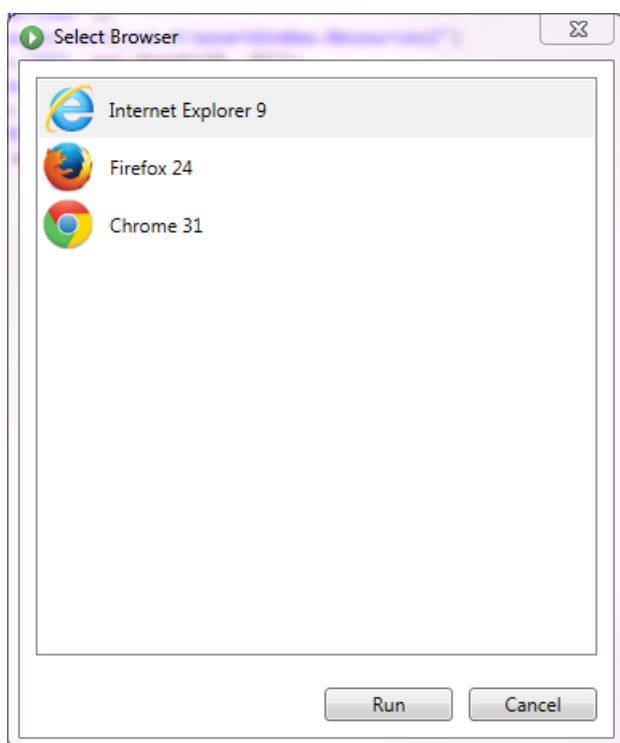 Select Browser
Internet Explorer 9
Firefox 24
Chrome 31
Run
Cancel